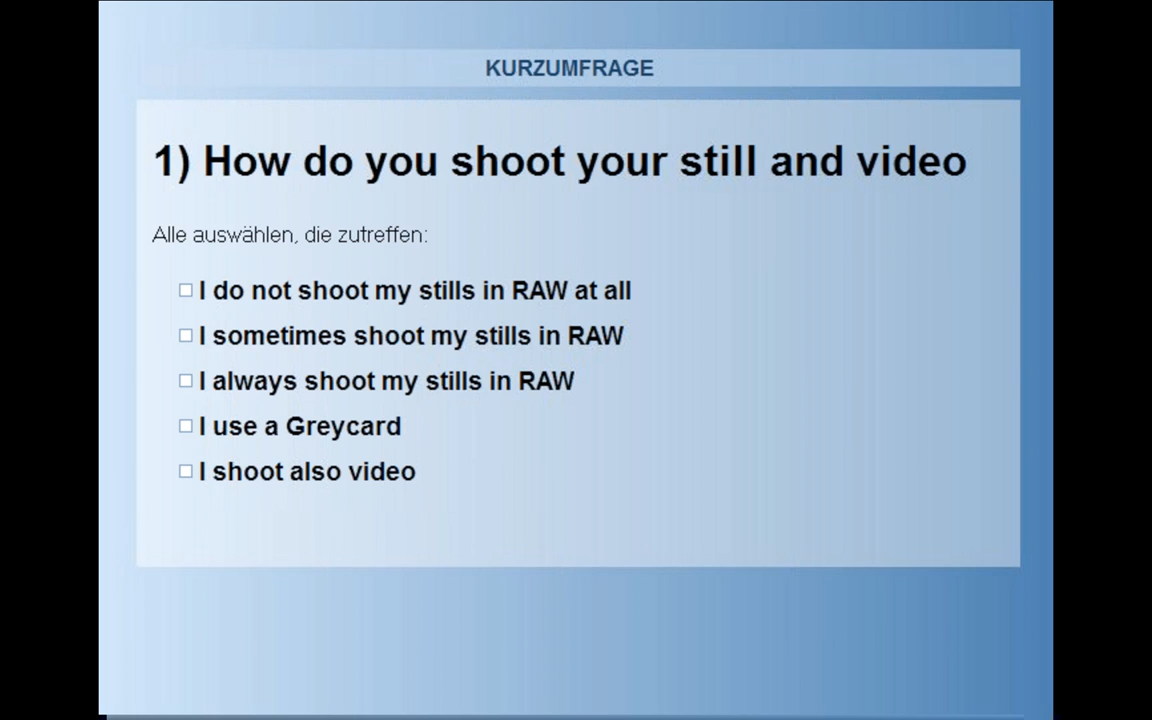 KURZUMFRAGE
1) How do you shoot your still and video
Alle auswählen, die zutreffen:
I do not shoot my stills in RAW at all
I sometimes shoot my stills in RAW
I always shoot my stills in RAW
I use a Greycard
I shoot also video